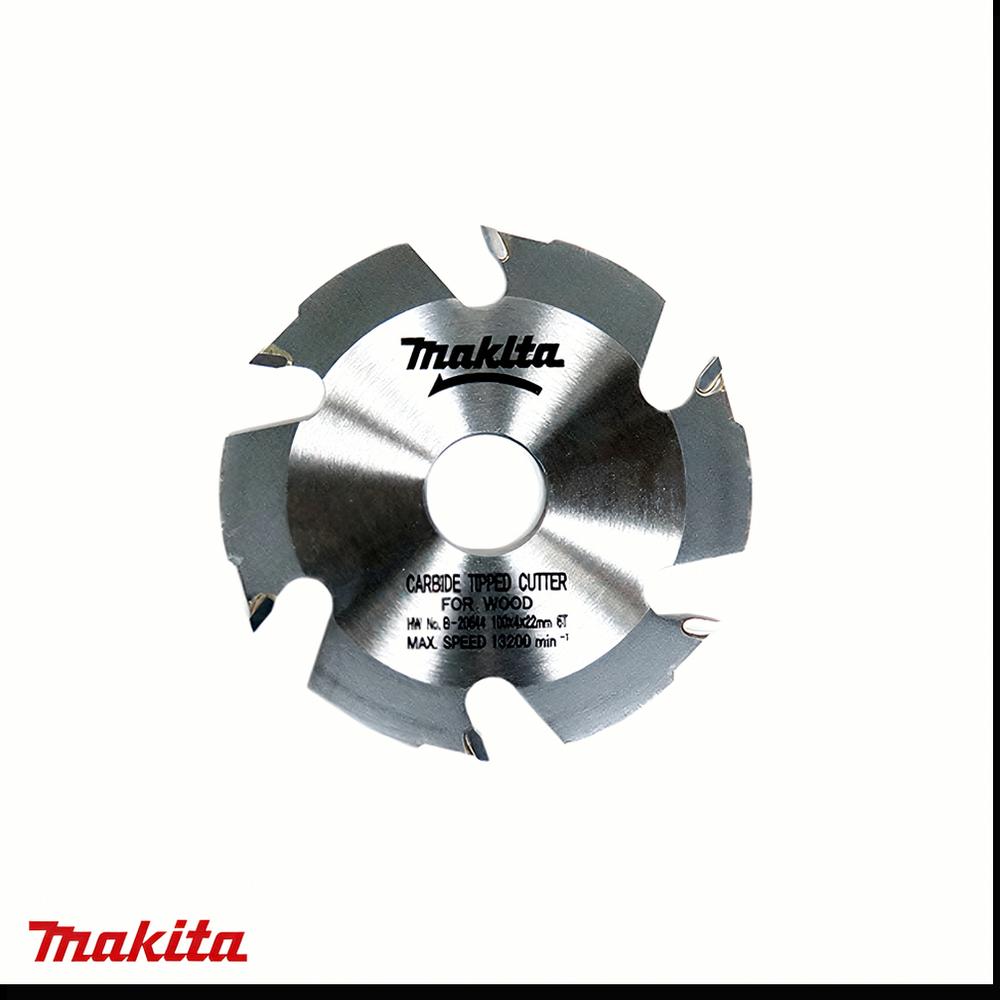 makita
CARBIDE TIPPED CUTTER
FOR WOOD
HW No. B-20644 100x4x22mm 6T
MAX. SPEED 13200 min⁻¹
makita